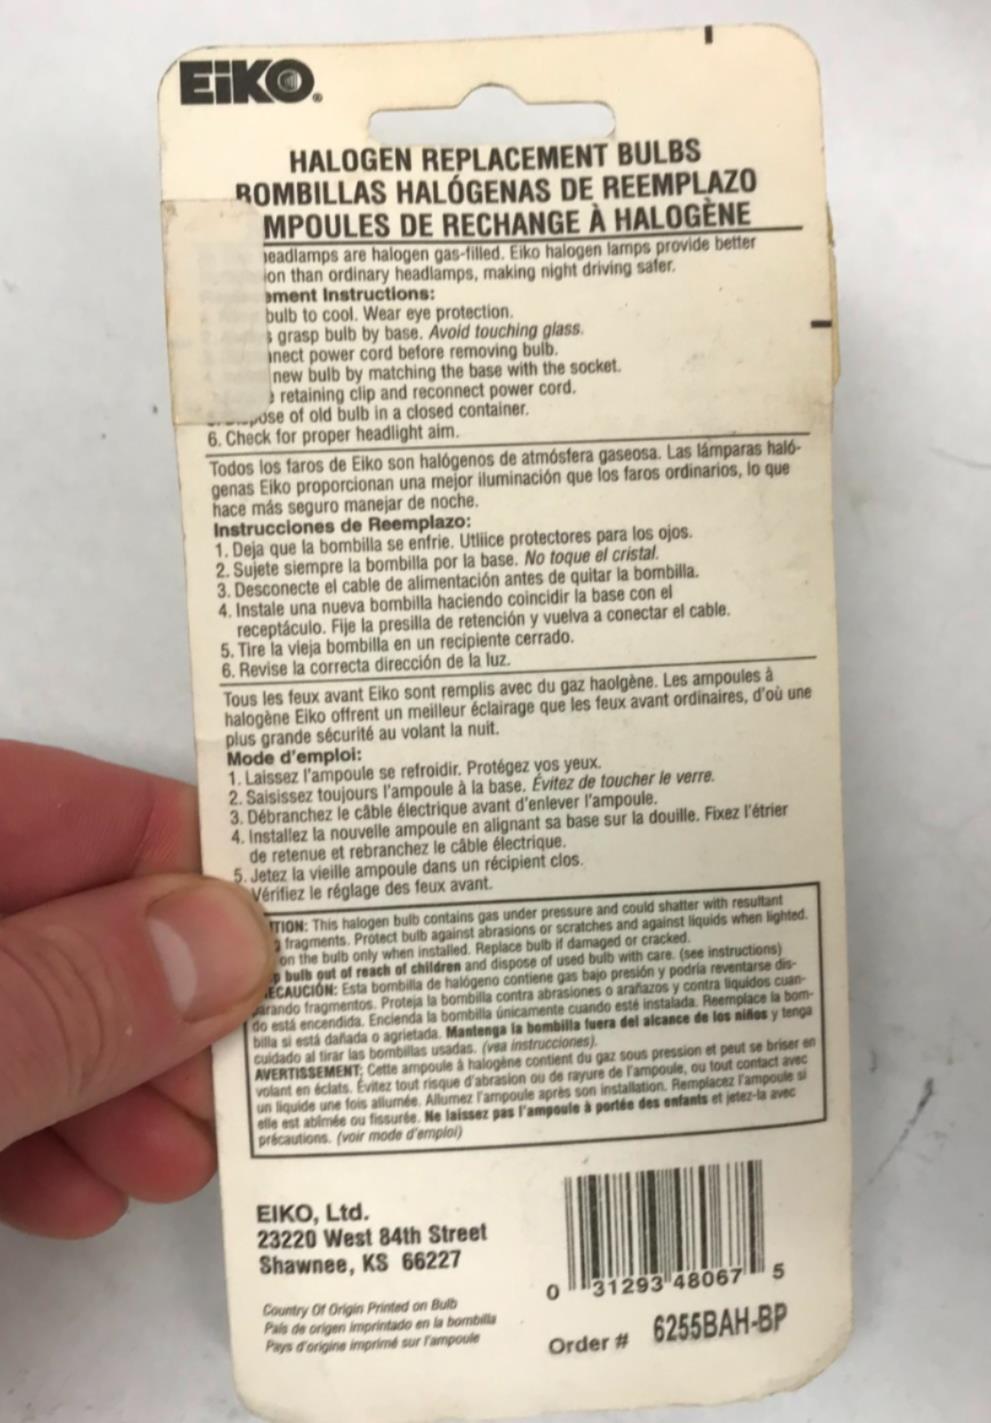 EiKO®
HALOGEN REPLACEMENT BULBS
BOMBILLAS HALÓGENAS DE REEMPLAZO
MPOULES DE RECHANGE À HALOGÈNE
eadlamps are halogen gas-filled. Eiko halogen lamps provide better
ion than ordinary headlamps, making night driving safer.
ement Instructions:
bulb to cool. Wear eye protection.
s grasp bulb by base. Avoid touching glass.
nnect power cord before removing bulb.
new bulb by matching the base with the socket.
e retaining clip and reconnect power cord.
pose of old bulb in a closed container.
6. Check for proper headlight aim.
Todos los faros de Eiko son halógenos de atmósfera gaseosa. Las lámparas haló-
genas Eiko proporcionan una mejor iluminación que los faros ordinarios, lo que
hace más seguro manejar de noche.
Instrucciones de Reemplazo:
1. Deja que la bombilla se enfrie. Utliice protectores para los ojos.
2. Sujete siempre la bombilla por la base. No toque el cristal.
3. Desconecte el cable de alimentación antes de quitar la bombilla.
4. Instale una nueva bombilla haciendo coincidir la base con el
receptáculo. Fije la presilla de retención y vuelva a conectar el cable.
5. Tire la vieja bombilla en un recipiente cerrado.
6. Revise la correcta dirección de la luz.
Tous les feux avant Eiko sont remplis avec du gaz haolgène. Les ampoules à
halogène Eiko offrent un meilleur éclairage que les feux avant ordinaires, d'où une
plus grande sécurité au volant la nuit.
Mode d'emploi:
1. Laissez l'ampoule se refroidir. Protégez vos yeux.
2. Saisissez toujours l'ampoule à la base. Évitez de toucher le verre.
3. Débranchez le câble électrique avant d'enlever l'ampoule.
4. Installez la nouvelle ampoule en alignant sa base sur la douille. Fixez l'étrier
de retenue et rebranchez le câble électrique.
5. Jetez la vieille ampoule dans un récipient clos.
Vérifiez le réglage des feux avant.
TION: This halogen bulb contains gas under pressure and could shatter with resultant
g fragments. Protect bulb against abrasions or scratches and against liquids when lighted.
on the bulb only when installed. Replace bulb if damaged or cracked.
p bulb out of reach of children and dispose of used bulb with care. (see instructions)
ECAUCIÓN: Esta bombilla de halógeno contiene gas bajo presión y podría reventarse dis-
parando fragmentos. Proteja la bombilla contra abrasiones o arañazos y contra líquidos cuan-
do está encendida. Encienda la bombilla únicamente cuando esté instalada. Reemplace la bom-
billa si está dañada o agrietada. Mantenga la bombilla fuera del alcance de los niños y tenga
cuidado al tirar las bombillas usadas. (vea instrucciones).
AVERTISSEMENT: Cette ampoule à halogène contient du gaz sous pression et peut se briser en
volant en éclats. Évitez tout risque d'abrasion ou de rayure de l'ampoule, ou tout contact avec
un liquide une fois allumée. Allumez l'ampoule après son installation. Remplacez l'ampoule si
elle est abîmée ou fissurée. Ne laissez pas l'ampoule à portée des enfants et jetez-la avec
précautions. (voir mode d'emploi)
EIKO, Ltd.
23220 West 84th Street
Shawnee, KS 66227
Country Of Origin Printed on Bulb
País de origen imprintado en la bombilla
Pays d'origine imprimé sur l'ampoule
0 31293 48067 5
Order # 6255BAH-BP